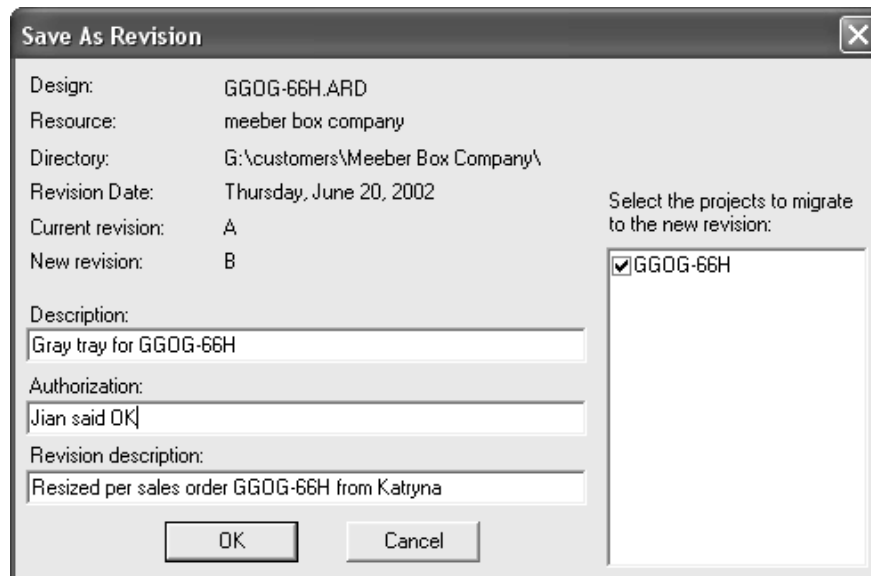 Save As Revision
Design: GGOG-66H.ARD
Resource: meeber box company
Directory: G:\customers\Meeber Box Company\
Revision Date: Thursday, June 20, 2002
Current revision: A
New revision: B
Description:
Gray tray for GGOG-66H
Authorization:
Jian said OK
Revision description:
Resized per sales order GGOG-66H from Katryna
OK Cancel
Select the projects to migrate
to the new revision:
GGOG-66H